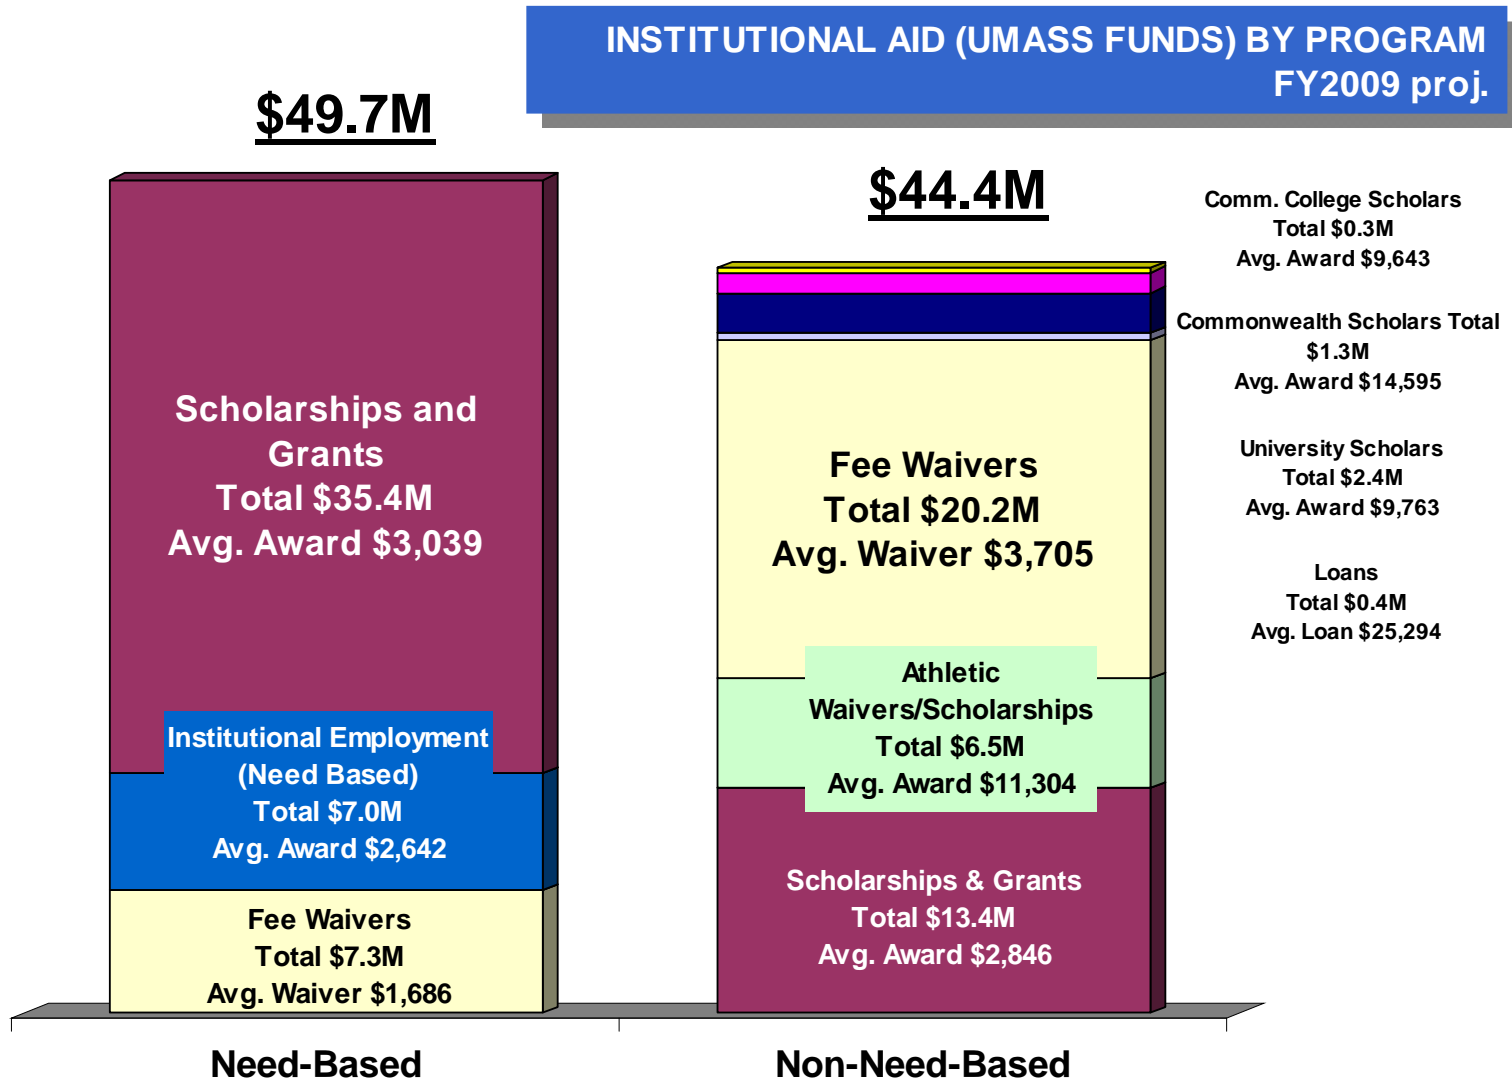 INSTITUTIONAL AID (UMASS FUNDS) BY PROGRAM
FY2009 proj.
$49.7M
$44.4M
Scholarships and
Grants
Total $35.4M
Avg. Award $3,039
Institutional Employment
(Need Based)
Total $7.0M
Avg. Award $2,642
Fee Waivers
Total $7.3M
Avg. Waiver $1,686
Fee Waivers
Total $20.2M
Avg. Waiver $3,705
Athletic
Waivers/Scholarships
Total $6.5M
Avg. Award $11,304
Scholarships & Grants
Total $13.4M
Avg. Award $2,846
Comm. College Scholars
Total $0.3M
Avg. Award $9,643
Commonwealth Scholars Total
$1.3M
Avg. Award $14,595
University Scholars
Total $2.4M
Avg. Award $9,763
Loans
Total $0.4M
Avg. Loan $25,294
Need-Based
Non-Need-Based